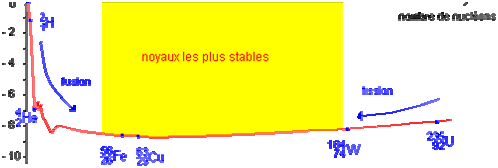 0
nombre de nucléons
²₁H
-2
noyaux les plus stables
-4
fusion
fission
-6
⁴₂He
-8
⁵⁶₂₆Fe
⁶³₂₉Cu
¹⁸⁴₇₄W
²³⁵₉₂U
-10